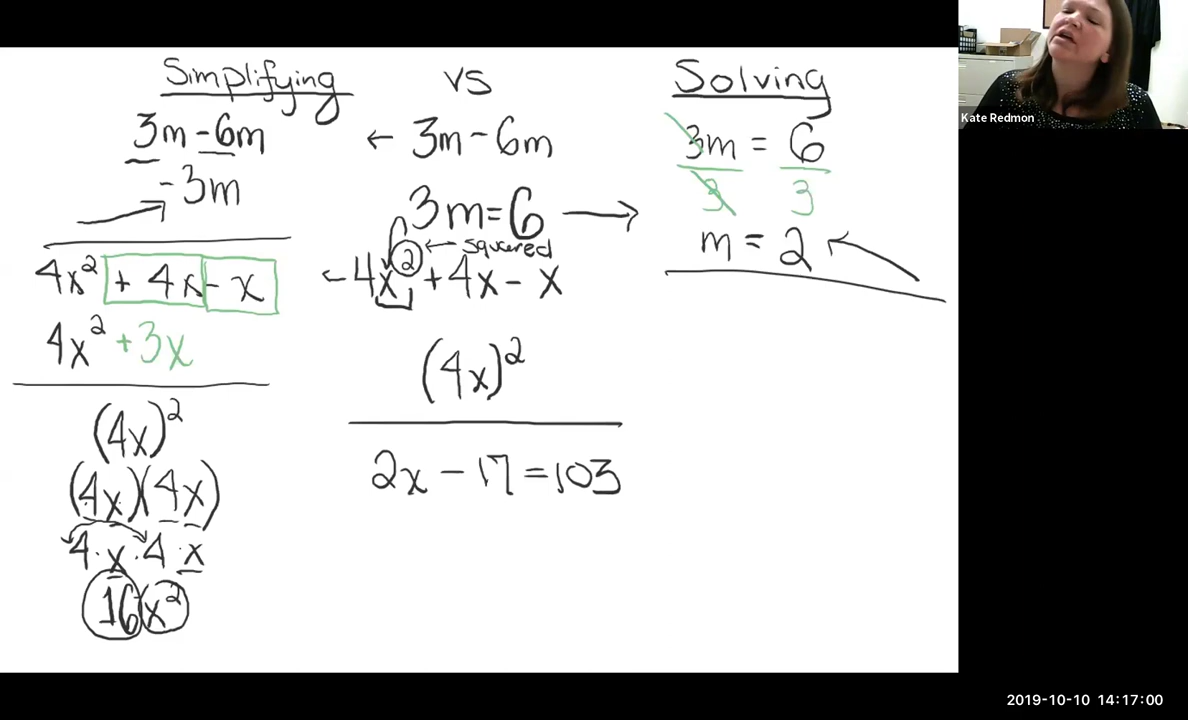 Simplifying vs Solving
3m - 6m
-3m
4x² + 4x - x
4x² + 3x
(4x)²
(4x)(4x)
4 · x · 4 · x
16x²
← 3m - 6m
3m = 6 →
← squared
← 4x² + 4x - x
(4x)²
2x - 17 = 103
3m = 6
3 3
m = 2
Kate Redmon
2019-10-10 14:17:00